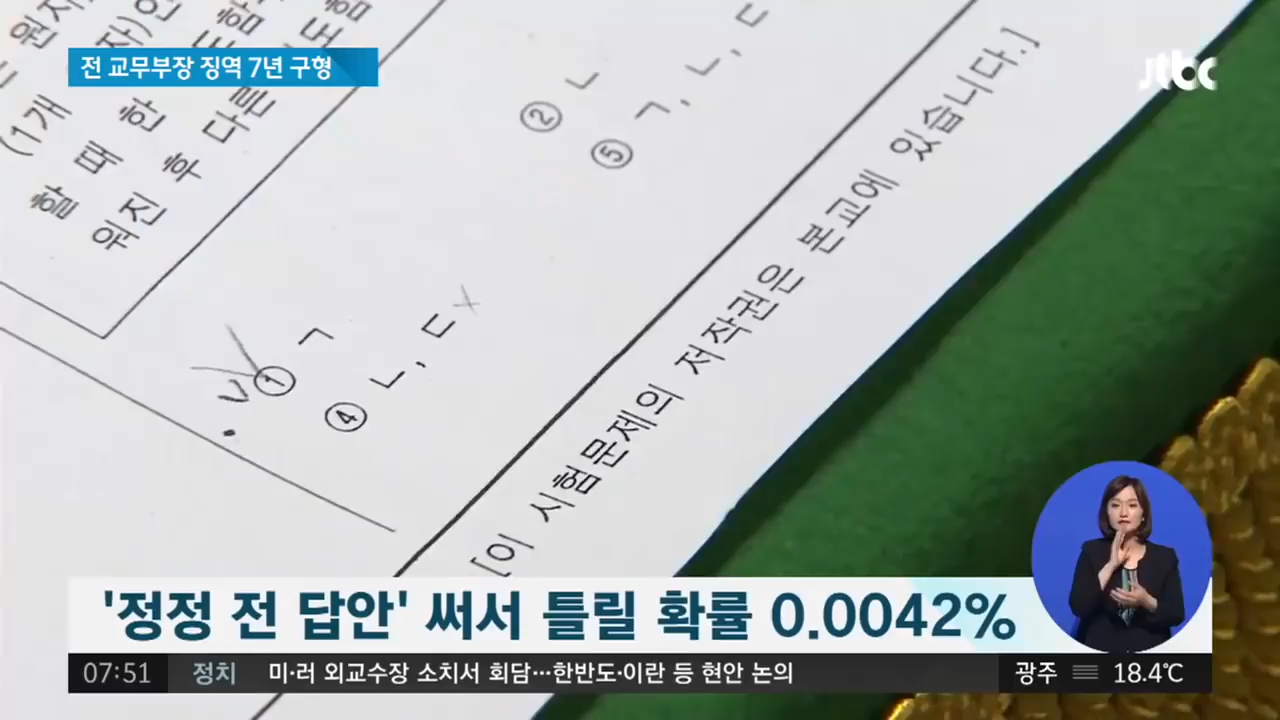 전 교무부장 징역 7년 구형
jtbc
(1개
할 때 한
워진 후 다른
② ㄴ
⑤ ㄱ, ㄴ, ㄷ
① ㄱ
④ ㄴ, ㄷ
[이 시험문제의 저작권은 본교에 있습니다.]
'정정 전 답안' 써서 틀릴 확률 0.0042%
07:51 정치 미·러 외교수장 소치서 회담…한반도·이란 등 현안 논의 광주 18.4℃